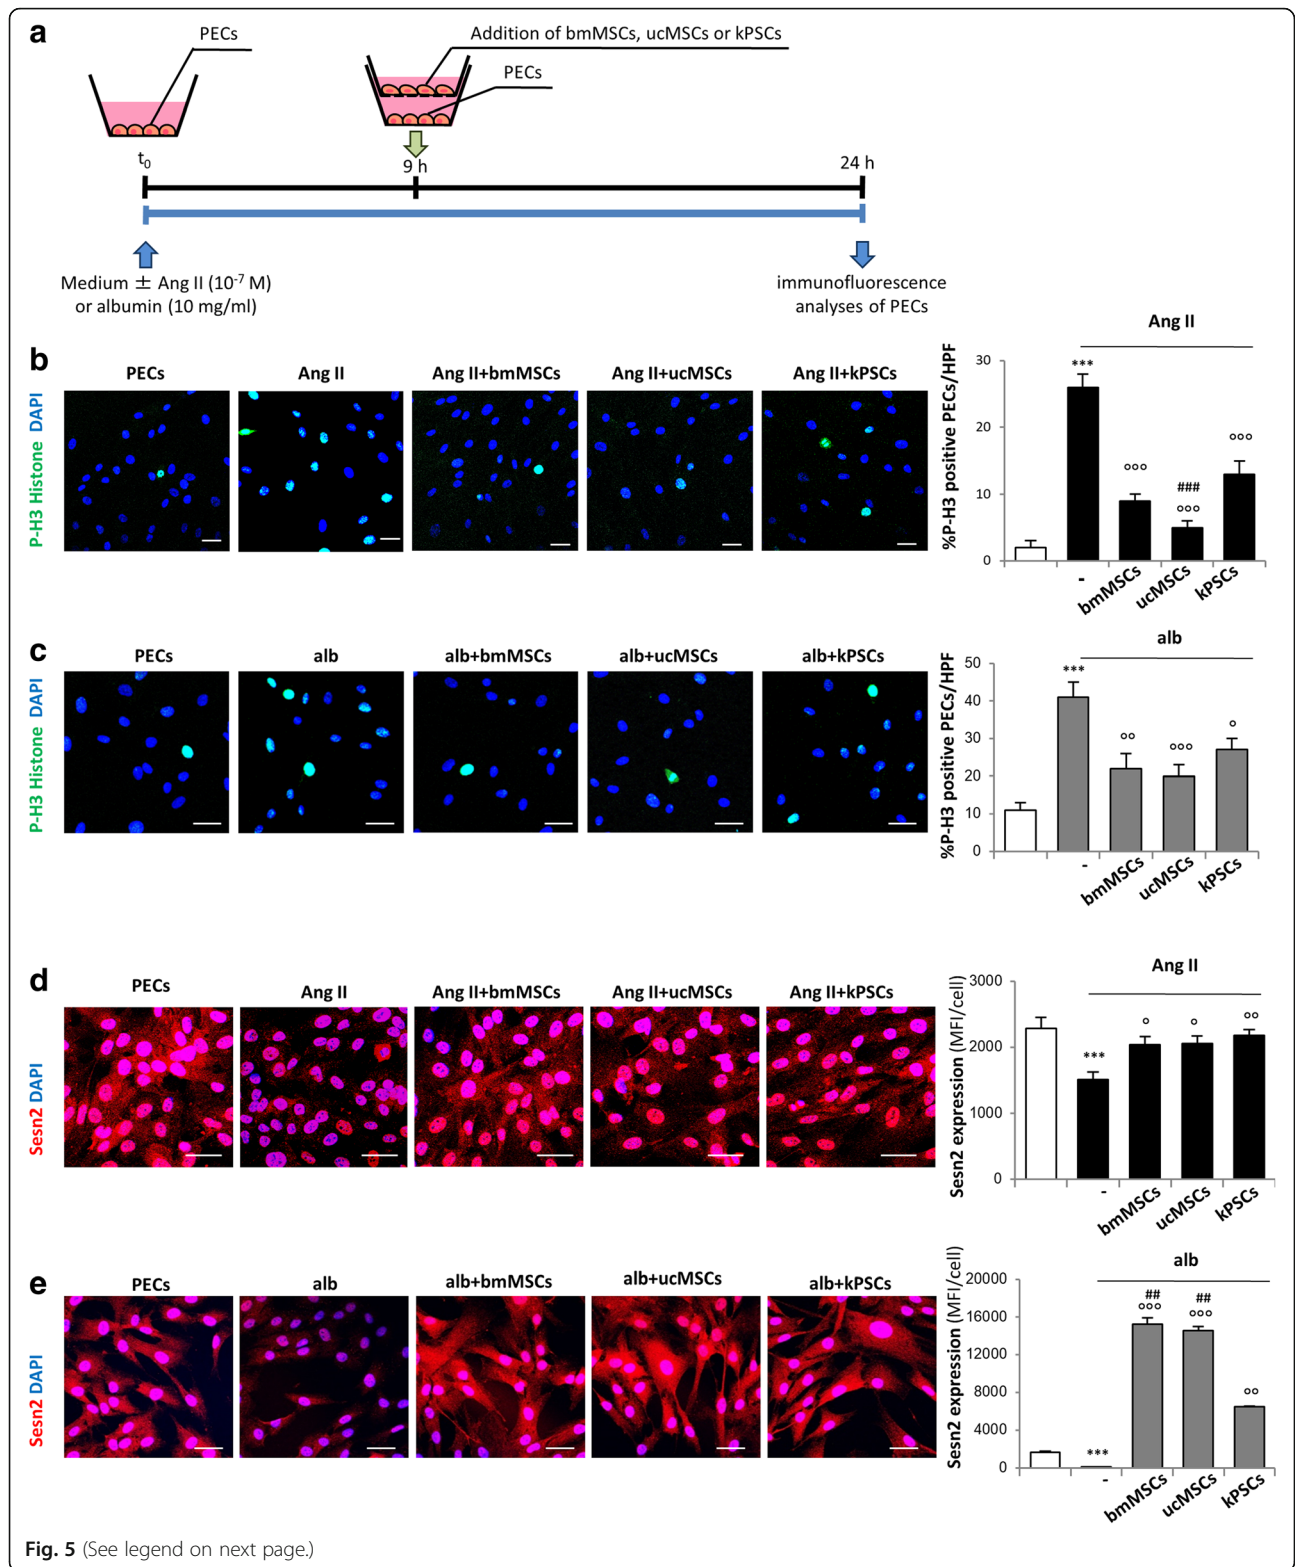 a
PECs
Addition of bmMSCs, ucMSCs or kPSCs
PECs
t0
9 h
24 h
Medium ± Ang II (10-7 M)
or albumin (10 mg/ml)
immunofluorescence
analyses of PECs
b
P-H3 Histone DAPI
PECs
Ang II
Ang II+bmMSCs
Ang II+ucMSCs
Ang II+kPSCs
Ang II
%P-H3 positive PECs/HPF
30
20
10
0
***
°°°
###
°°°
°°°
-
bmMSCs
ucMSCs
kPSCs
c
P-H3 Histone DAPI
PECs
alb
alb+bmMSCs
alb+ucMSCs
alb+kPSCs
alb
%P-H3 positive PECs/HPF
50
40
30
20
10
0
***
°°
°°°
°
-
bmMSCs
ucMSCs
kPSCs
d
Sesn2 DAPI
PECs
Ang II
Ang II+bmMSCs
Ang II+ucMSCs
Ang II+kPSCs
Ang II
Sesn2 expression (MFI/cell)
3000
2000
1000
0
***
°
°
°°
-
bmMSCs
ucMSCs
kPSCs
e
Sesn2 DAPI
PECs
alb
alb+bmMSCs
alb+ucMSCs
alb+kPSCs
alb
Sesn2 expression (MFI/cell)
20000
16000
12000
8000
4000
0
***
##
°°°
##
°°°
°°
-
bmMSCs
ucMSCs
kPSCs
Fig. 5 (See legend on next page.)